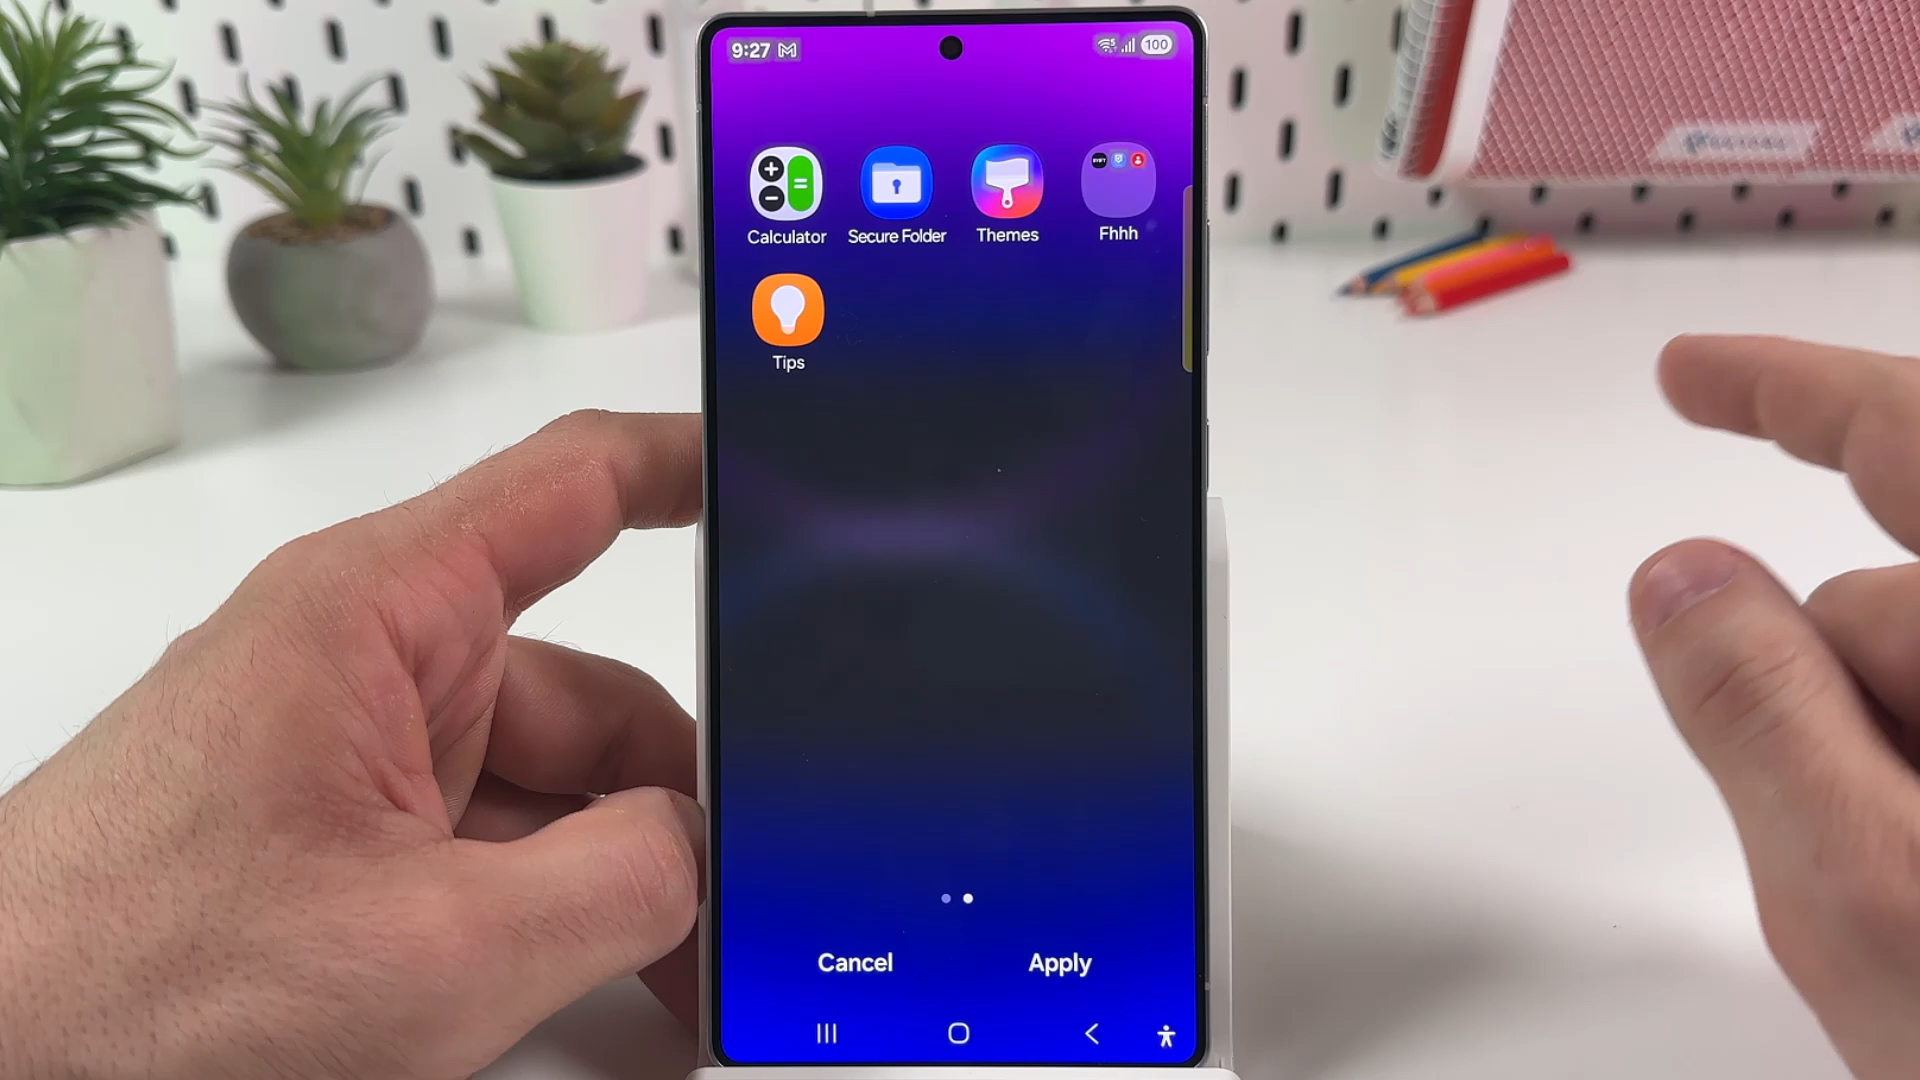 9:27
100
Calculator
Secure Folder
Themes
Fhhh
Tips
Cancel
Apply